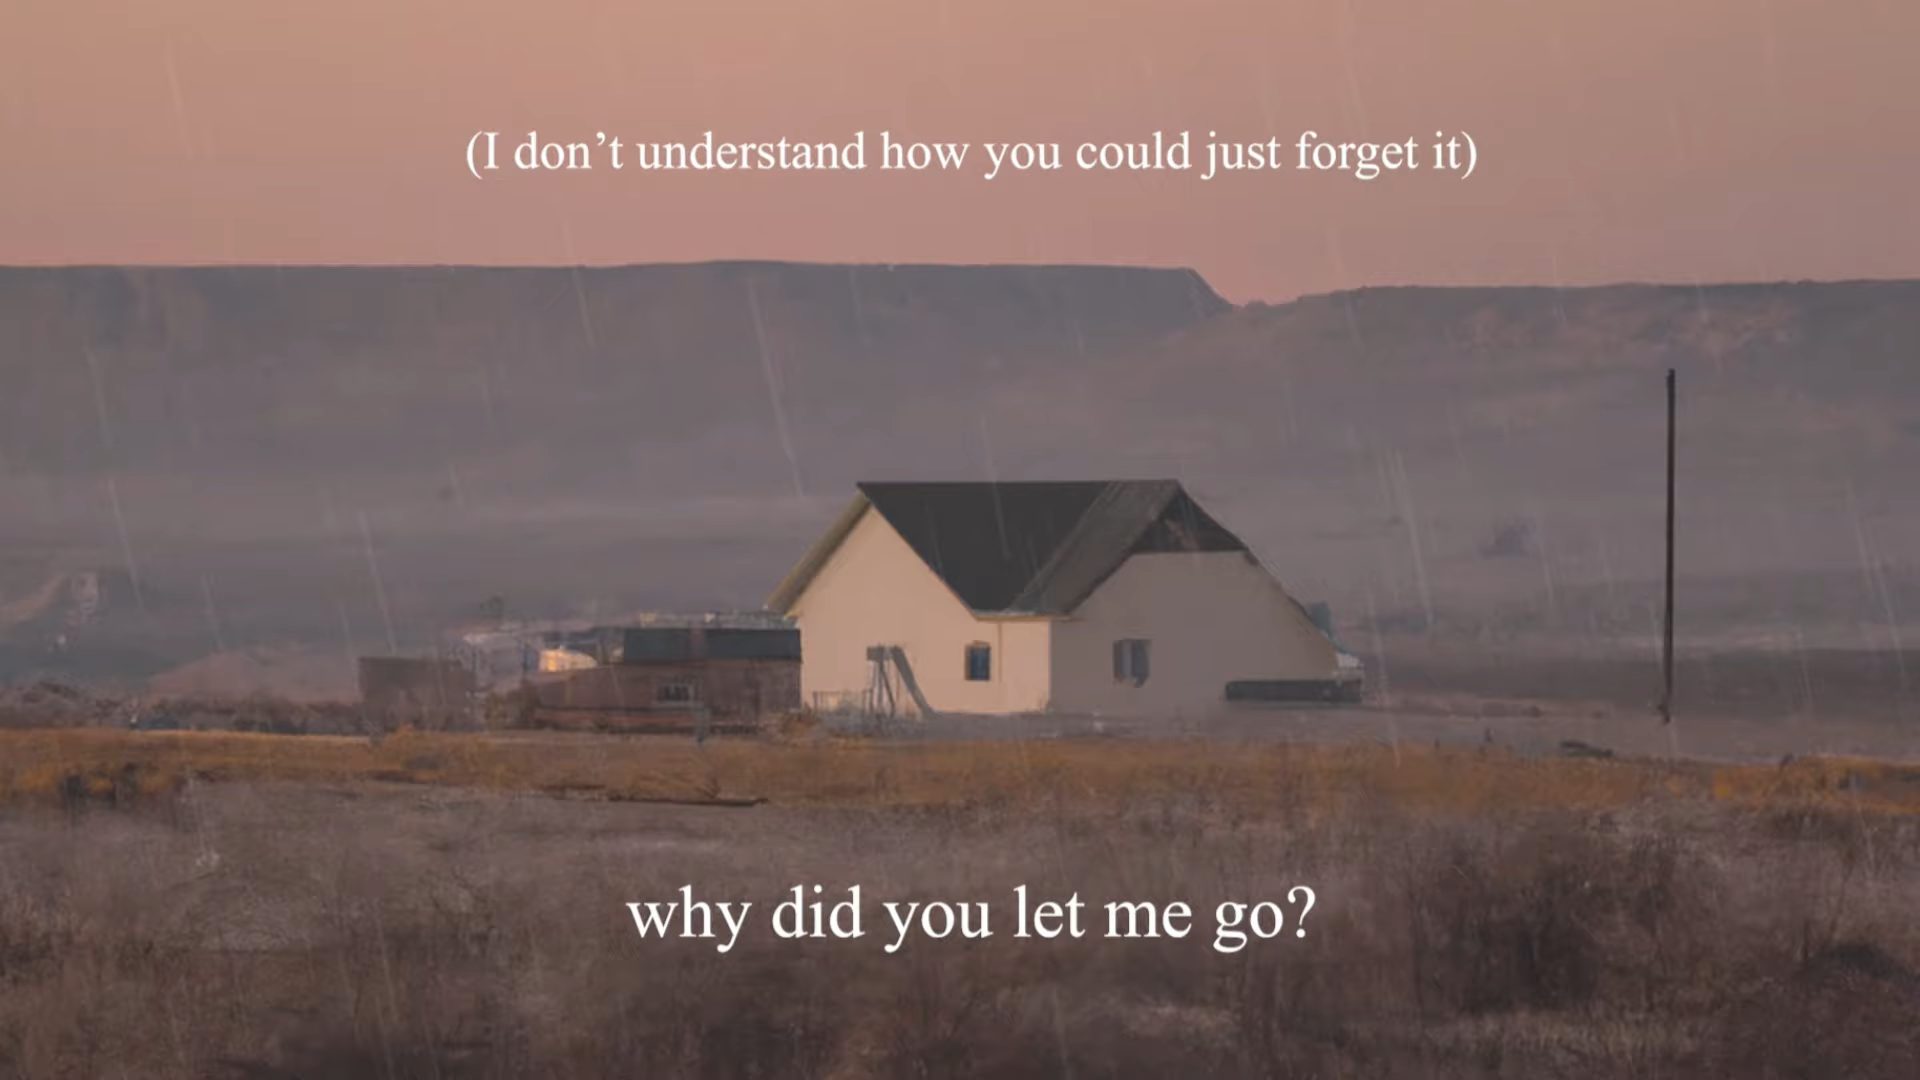 (I don’t understand how you could just forget it)
why did you let me go?